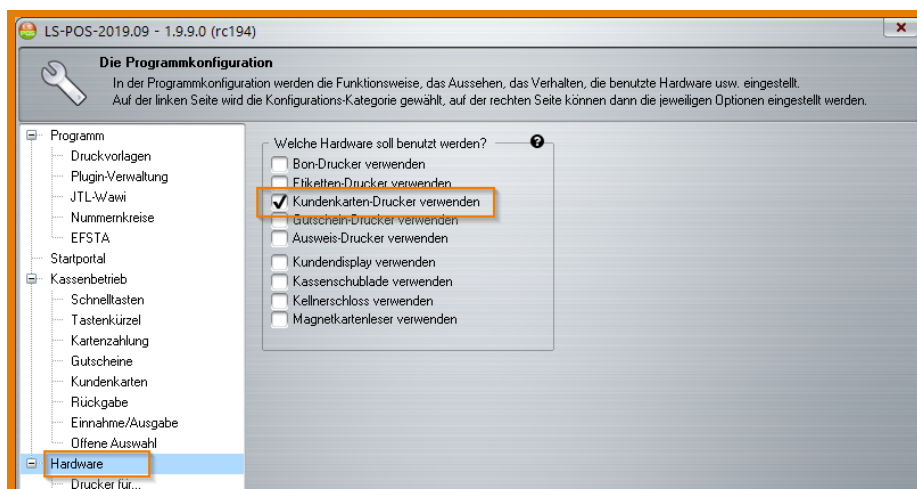 LS-POS-2019.09 - 1.9.9.0 (rc194)
Die Programmkonfiguration
In der Programmkonfiguration werden die Funktionsweise, das Aussehen, das Verhalten, die benutzte Hardware usw. eingestellt.
Auf der linken Seite wird die Konfigurations-Kategorie gewählt, auf der rechten Seite können dann die jeweiligen Optionen eingestellt werden.
Programm
Druckvorlagen
Plugin-Verwaltung
JTL-Wawi
Nummernkreise
EFSTA
Startportal
Kassenbetrieb
Schnelltasten
Tastenkürzel
Kartenzahlung
Gutscheine
Kundenkarten
Rückgabe
Einnahme/Ausgabe
Offene Auswahl
Hardware
Drucker für...
Welche Hardware soll benutzt werden?
Bon-Drucker verwenden
Etiketten-Drucker verwenden
Kundenkarten-Drucker verwenden
Gutschein-Drucker verwenden
Ausweis-Drucker verwenden
Kundendisplay verwenden
Kassenschublade verwenden
Kellnerschloss verwenden
Magnetkartenleser verwenden